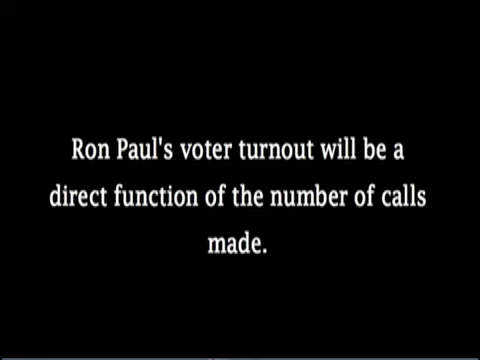 Ron Paul's voter turnout will be a
direct function of the number of calls
made.